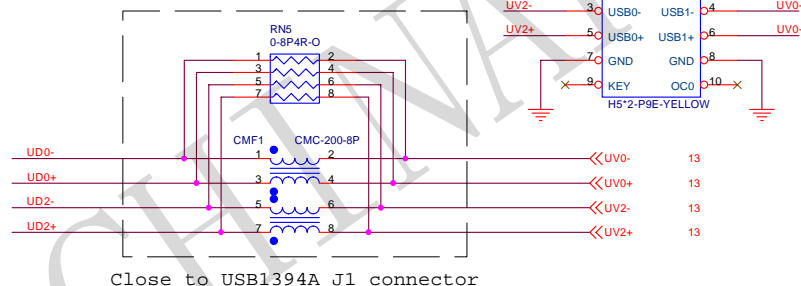 UV2- 3 USB0- USB1- 4 UV0-
UV2+ 5 USB0+ USB1+ 6 UV0-
7 GND GND 8
9 KEY OC0 10
H5*2-P9E-YELLOW
RN5
0-8P4R-O
1 2
3 4
5 6
7 8
CMF1 CMC-200-8P
UD0- 1 2 UV0- 13
UD0+ 3 4 UV0+ 13
UD2- 5 6 UV2- 13
UD2+ 7 8 UV2+ 13
Close to USB1394A J1 connector
CHINA